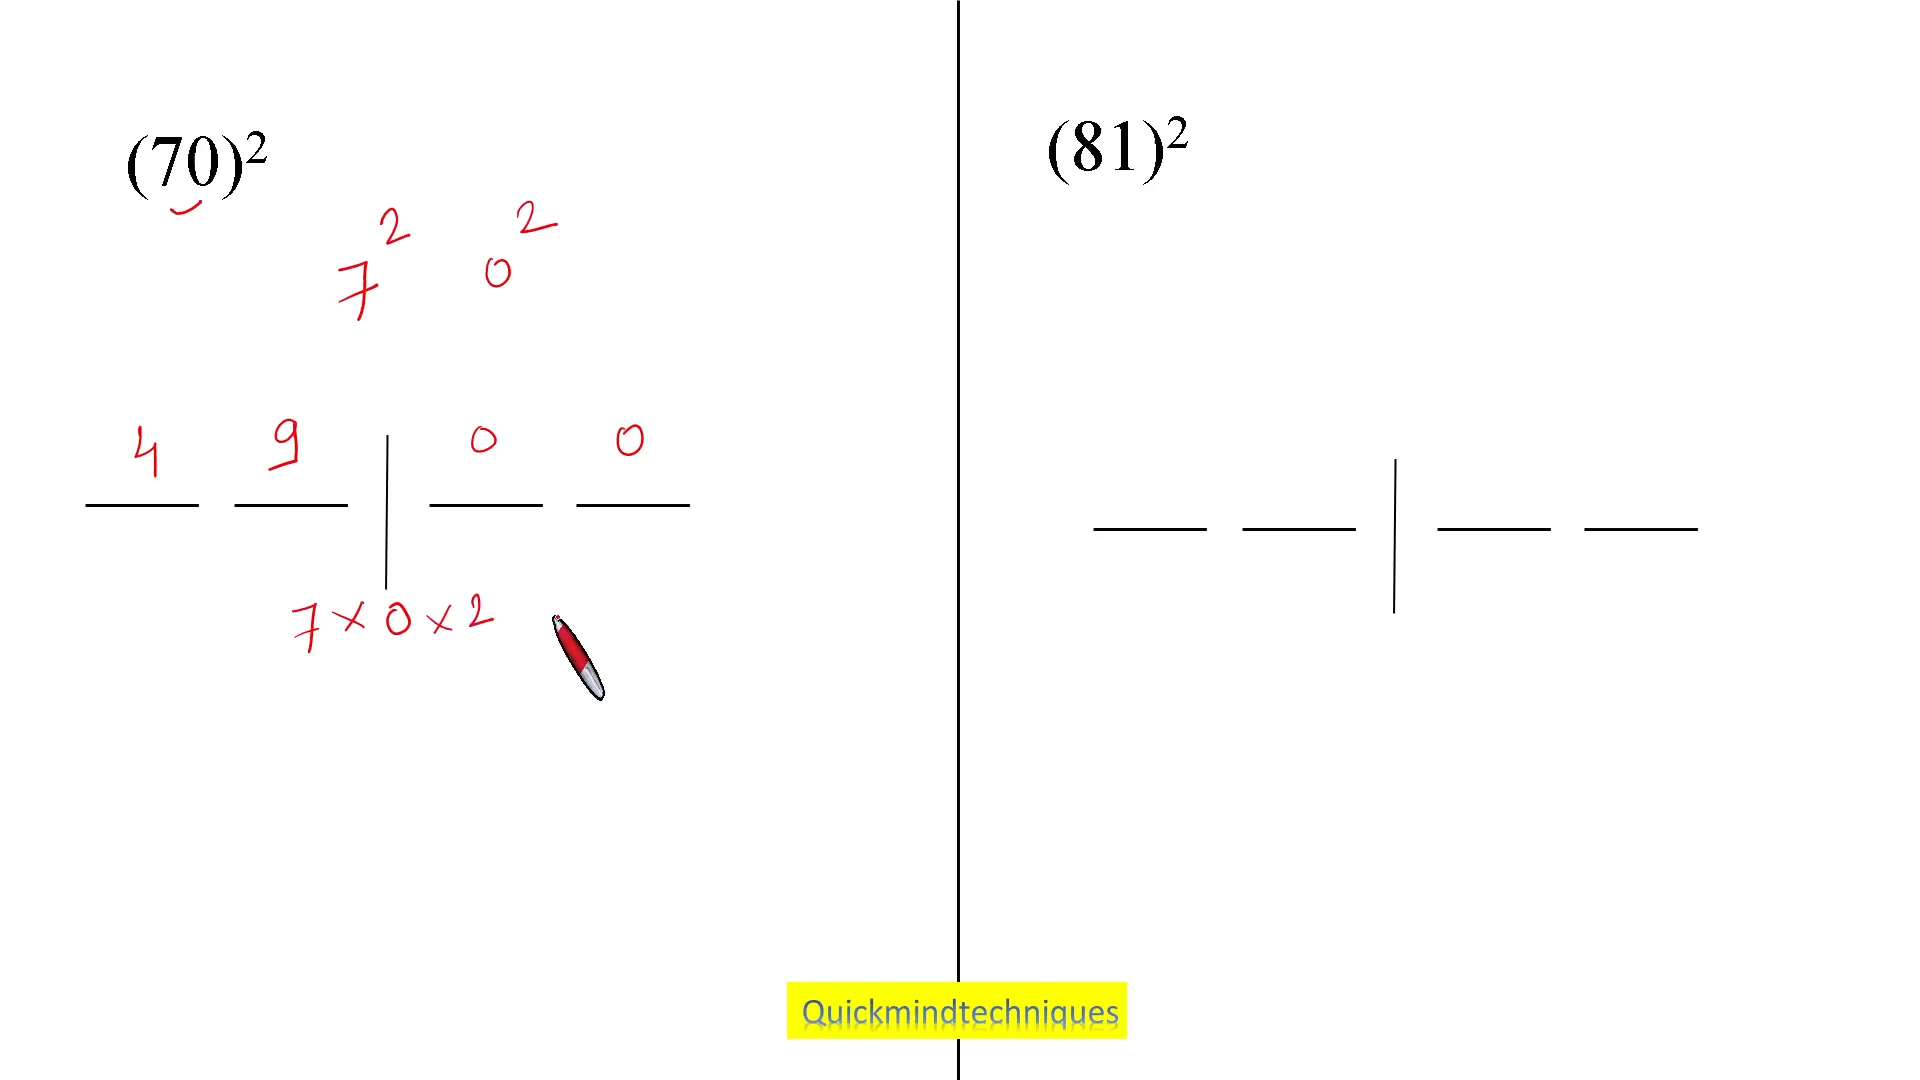 (70)²
7² 0²
4 9 | 0 0
7 × 0 × 2
(81)²
Quickmindtechniques